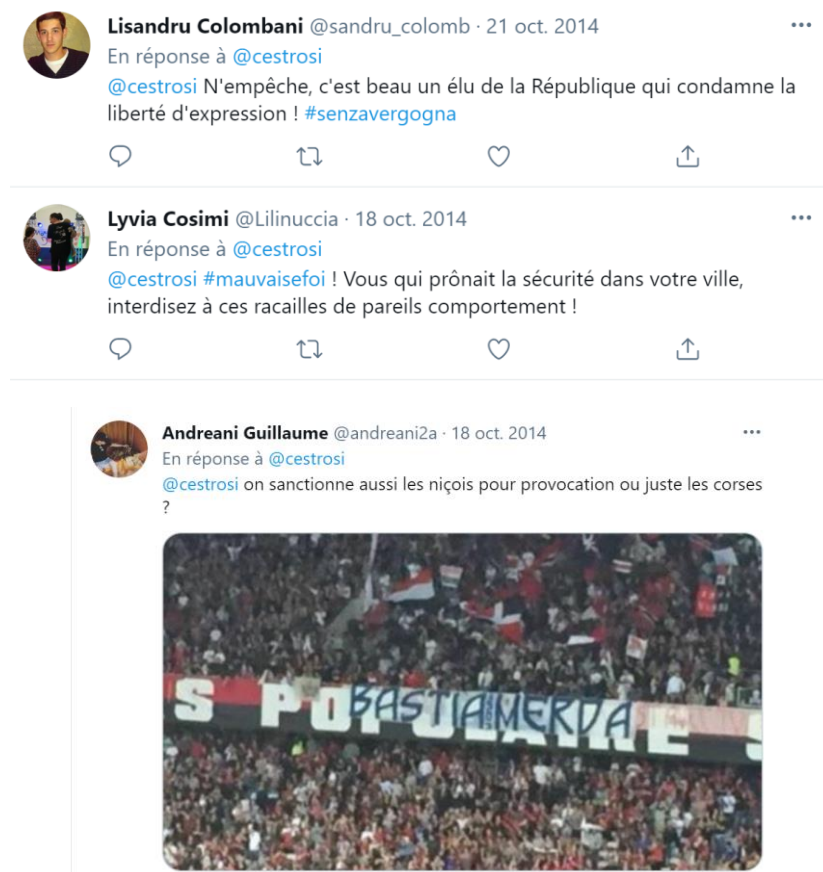 Lisandru Colombani @sandru_colomb · 21 oct. 2014
En réponse à @cestrosi
@cestrosi N'empêche, c'est beau un élu de la République qui condamne la
liberté d'expression ! #senzavergogna
Lyvia Cosimi @Lilinuccia · 18 oct. 2014
En réponse à @cestrosi
@cestrosi #mauvaisefoi ! Vous qui prônait la sécurité dans votre ville,
interdisez à ces racailles de pareils comportement !
Andreani Guillaume @andreani2a · 18 oct. 2014
En réponse à @cestrosi
@cestrosi on sanctionne aussi les niçois pour provocation ou juste les corses
?
BASTIA MERDA
S POPULAIRE S